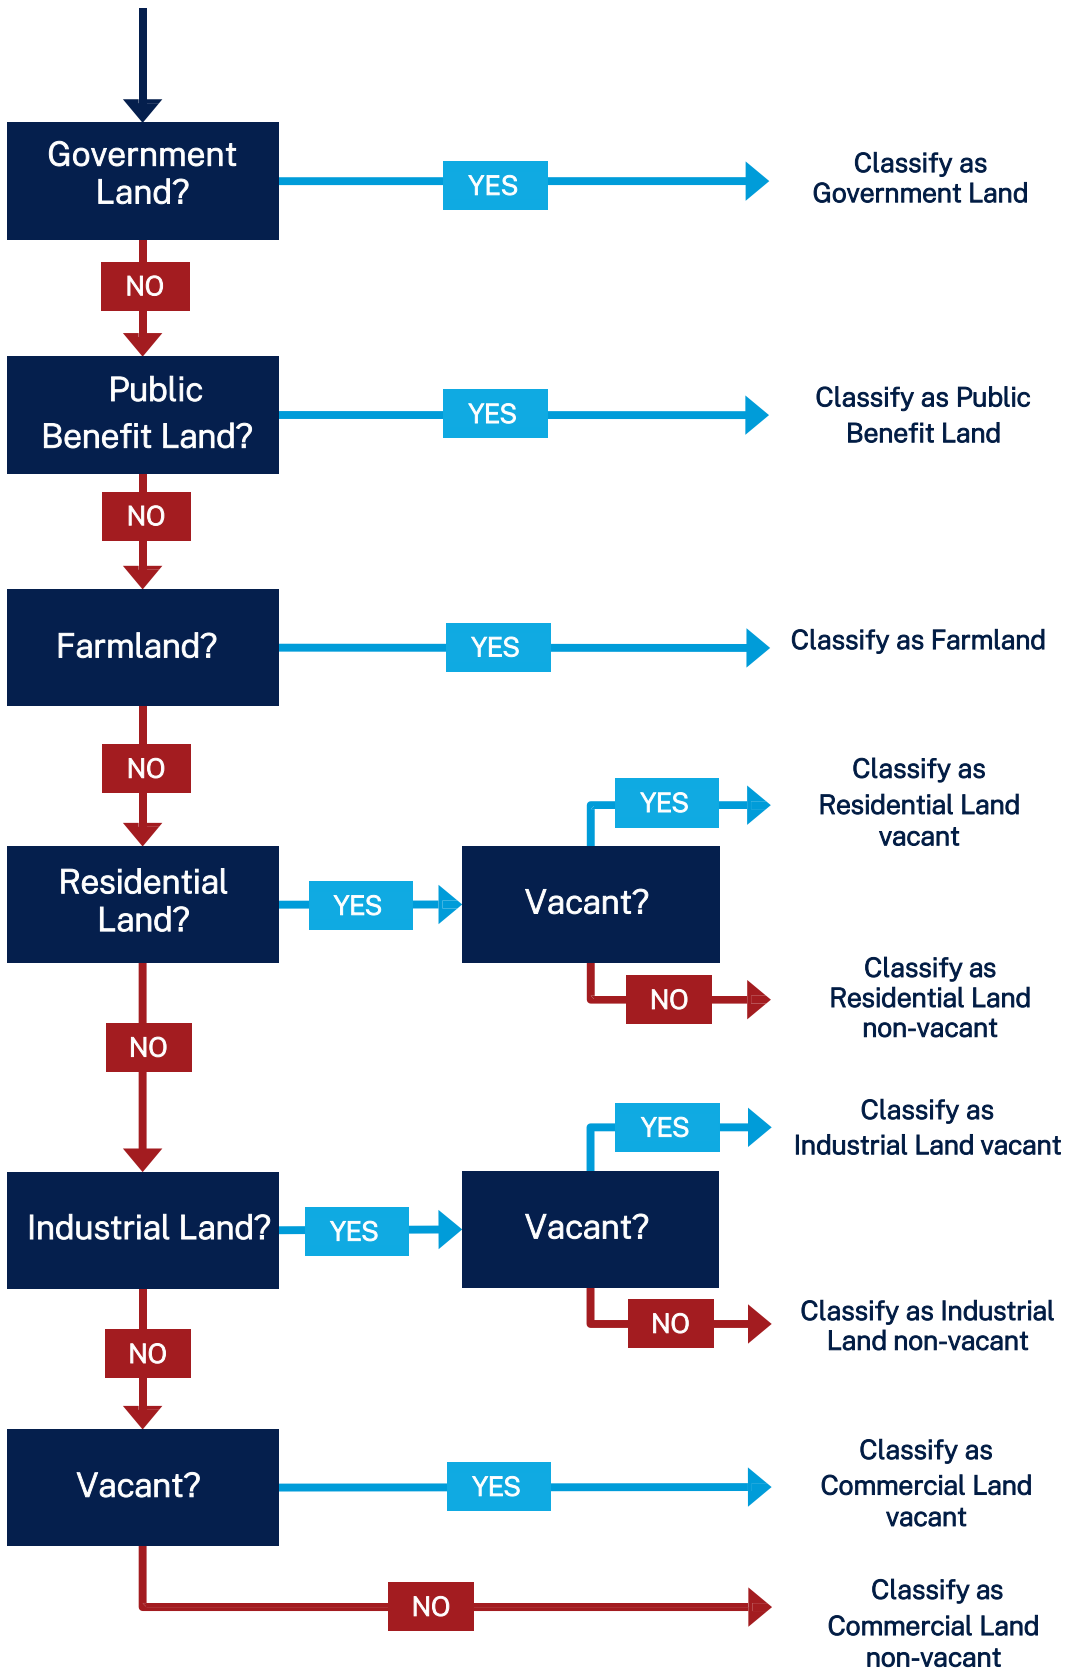 Government
Land?
YES
Classify as
Government Land
NO
Public
Benefit Land?
YES
Classify as Public
Benefit Land
NO
Farmland?
YES
Classify as Farmland
NO
Residential
Land?
YES
Vacant?
YES
Classify as
Residential Land
vacant
NO
Classify as
Residential Land
non-vacant
NO
Industrial Land?
YES
Vacant?
YES
Classify as
Industrial Land vacant
NO
Classify as Industrial
Land non-vacant
NO
Vacant?
YES
Classify as
Commercial Land
vacant
NO
Classify as
Commercial Land
non-vacant